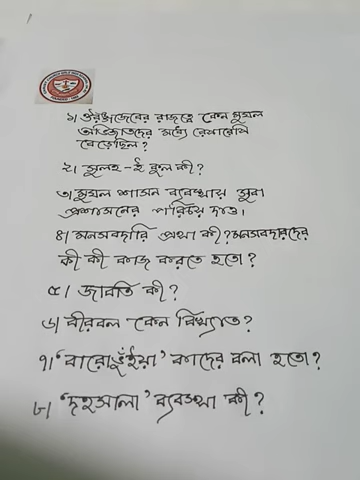 ১। ঔরঙ্গজেবের রাজত্বে কেন মুঘল
অভিজাতদের মধ্যে রেষারেষি
বেড়েছিল?
২। সুলহ-ই কুল কী?
৩। মুঘল শাসন ব্যবস্থায় সুবা
প্রশাসনের পরিচয় দাও।
৪। মনসবদারি প্রথা কী? মনসবদারদের
কী কী কাজ করতে হতো?
৫। জাবতি কী?
৬। বীরবল কেন বিখ্যাত?
৭। 'বারোভুঁইয়া' কাদের বলা হতো?
৮। 'দহসালা' ব্যবস্থা কী?